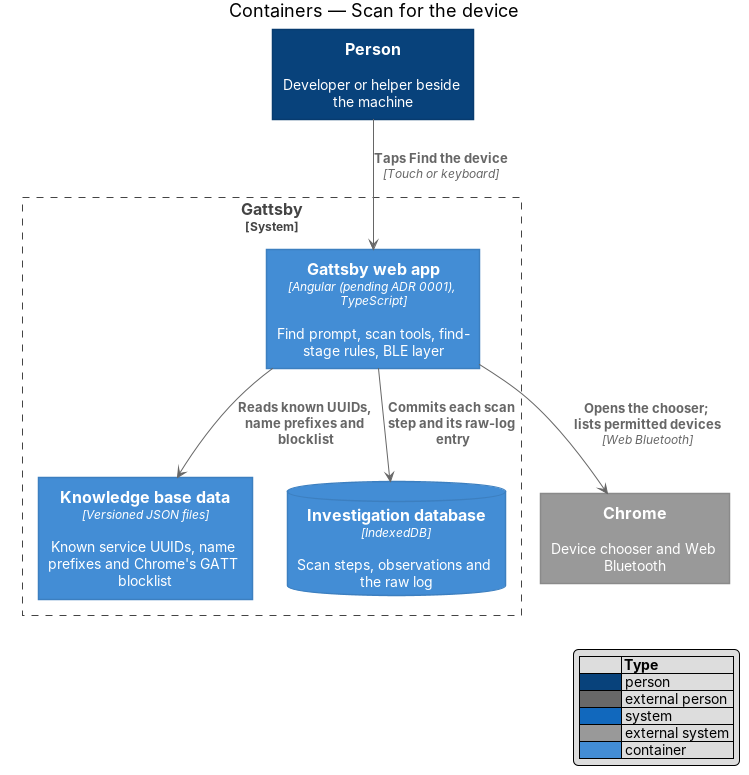 Containers — Scan for the device
Person
Developer or helper beside
the machine
Taps Find the device
[Touch or keyboard]
Gattsby
[System]
Gattsby web app
[Angular (pending ADR 0001),
TypeScript]
Find prompt, scan tools, find-
stage rules, BLE layer
Reads known UUIDs,
name prefixes and
blocklist
Commits each scan
step and its raw-log
entry
Opens the chooser;
lists permitted devices
[Web Bluetooth]
Knowledge base data
[Versioned JSON files]
Known service UUIDs, name
prefixes and Chrome's GATT
blocklist
Investigation database
[IndexedDB]
Scan steps, observations and
the raw log
Chrome
Device chooser and Web
Bluetooth
Type
person
external person
system
external system
container